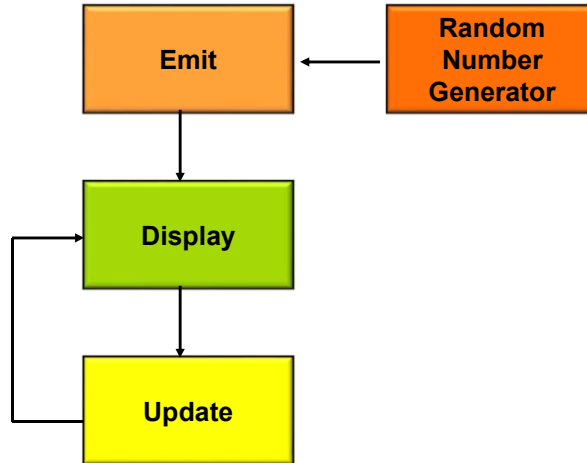 Emit
Random
Number
Generator
Display
Update